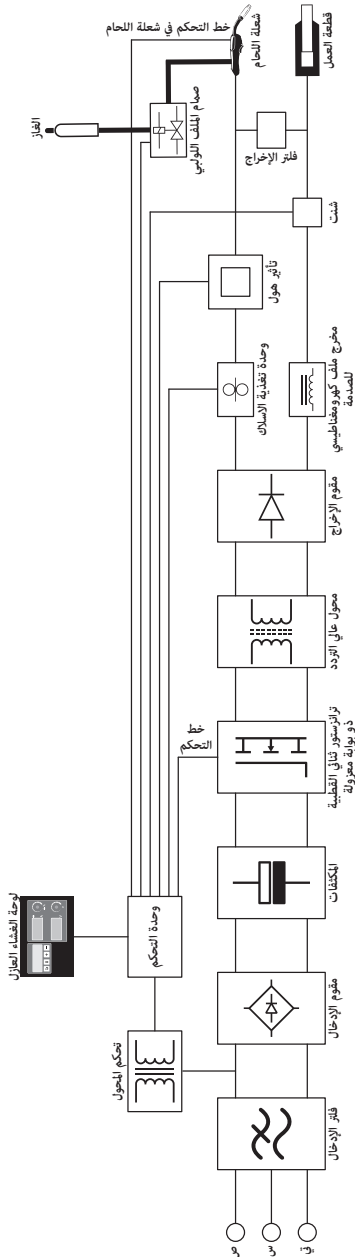 خط التحكم في شعلة اللحام
شعلة اللحام
قطعة العمل
الغاز
صمام الملف اللولبي
فلتر الإخراج
شنت
تأثير هول
وحدة تغذية الاسلاك
مخرج ملف كهرومغناطيسي
للصدمة
مقوم الإخراج
محول عالي التردد
خط
التحكم
ترانزستور ثنائي القطبية
ذو بوابة معزولة
المكثفات
لوحة الغشاء العازل
وحدة التحكم
مقوم الإدخال
تحكم المحول
فلتر الإدخال
ص
س
تي